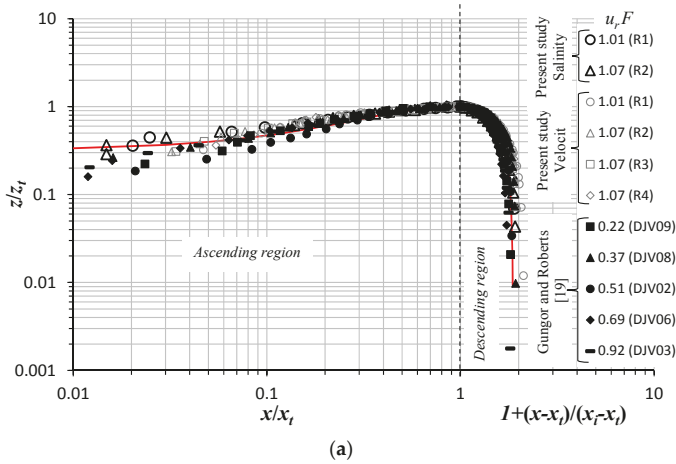 u_rF
10
1
0.1
0.01
0.001
z/z_t
0.01
0.1
1
10
x/x_t
1+(x-x_t)/(x_i-x_t)
Ascending region
Descending region
Present study
Salinity
1.01 (R1)
1.07 (R2)
Present study
Velocit
1.01 (R1)
1.07 (R2)
1.07 (R3)
1.07 (R4)
Gungor and Roberts
[19]
0.22 (DJV09)
0.37 (DJV08)
0.51 (DJV02)
0.69 (DJV06)
0.92 (DJV03)
(a)